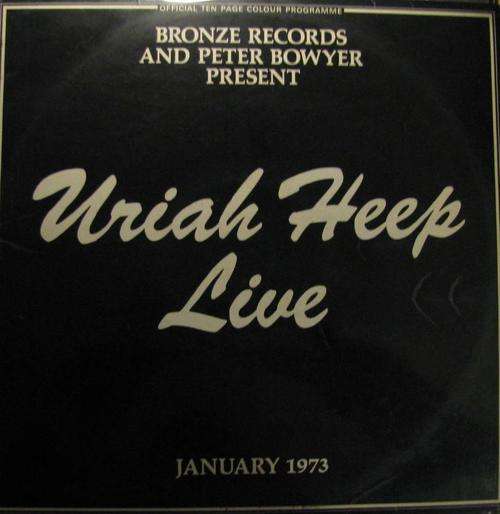 OFFICIAL TEN PAGE COLOUR PROGRAMME
BRONZE RECORDS
AND PETER BOWYER
PRESENT
Uriah Heep
Live
JANUARY 1973